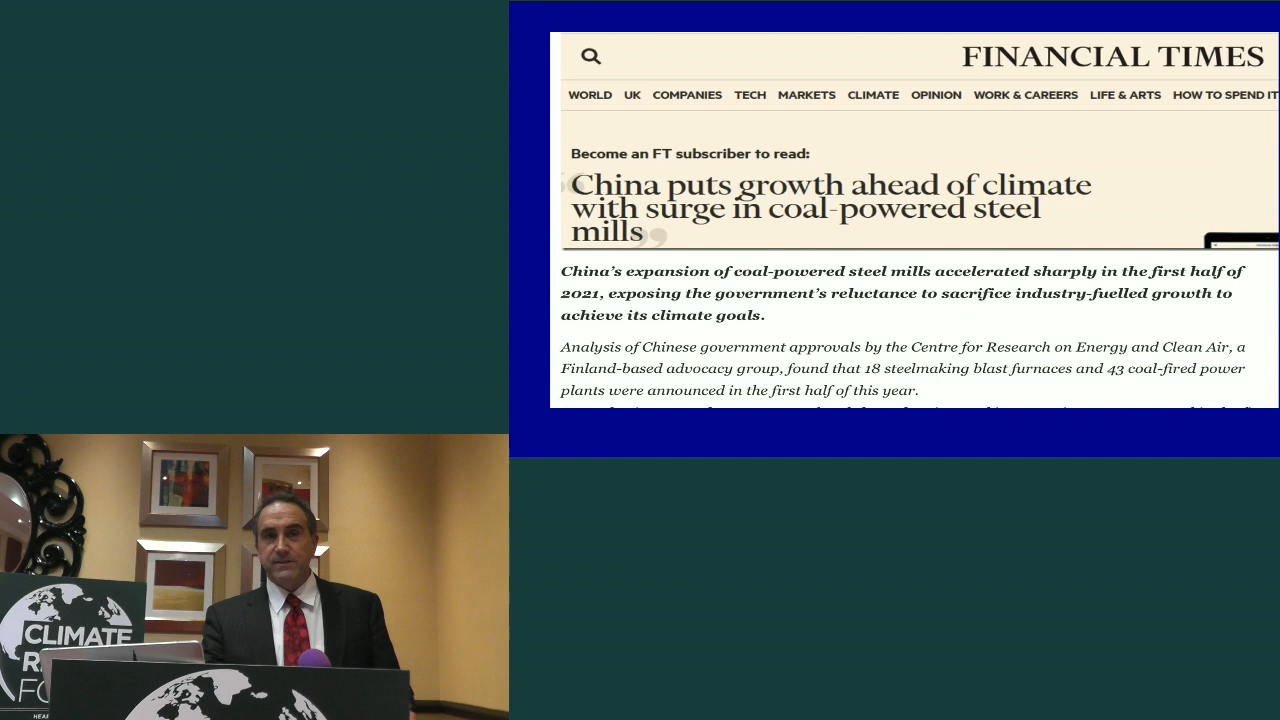 FINANCIAL TIMES
WORLD UK COMPANIES TECH MARKETS CLIMATE OPINION WORK & CAREERS LIFE & ARTS HOW TO SPEND IT
Become an FT subscriber to read:
China puts growth ahead of climate
with surge in coal-powered steel
mills
China's expansion of coal-powered steel mills accelerated sharply in the first half of
2021, exposing the government's reluctance to sacrifice industry-fuelled growth to
achieve its climate goals.
Analysis of Chinese government approvals by the Centre for Research on Energy and Clean Air, a
Finland-based advocacy group, found that 18 steelmaking blast furnaces and 43 coal-fired power
plants were announced in the first half of this year.
CLIMATE